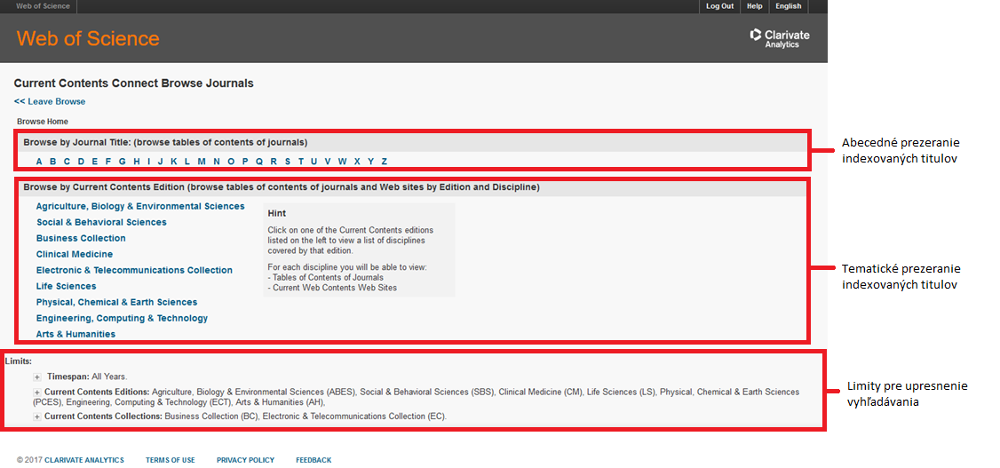 Web of Science
Log Out
Help
English
Web of Science
Clarivate
Analytics
Current Contents Connect Browse Journals
<< Leave Browse
Browse Home
Browse by Journal Title: (browse tables of contents of journals)
A B C D E F G H I J K L M N O P Q R S T U V W X Y Z
Abecedné prezeranie
indexovaných titulov
Browse by Current Contents Edition (browse tables of contents of journals and Web sites by Edition and Discipline)
Agriculture, Biology & Environmental Sciences
Social & Behavioral Sciences
Business Collection
Clinical Medicine
Electronic & Telecommunications Collection
Life Sciences
Physical, Chemical & Earth Sciences
Engineering, Computing & Technology
Arts & Humanities
Hint
Click on one of the Current Contents editions
listed on the left to view a list of disciplines
covered by that edition.
For each discipline you will be able to view:
- Tables of Contents of Journals
- Current Web Contents Web Sites
Tematické prezeranie
indexovaných titulov
Limits:
+ Timespan: All Years.
+ Current Contents Editions: Agriculture, Biology & Environmental Sciences (ABES), Social & Behavioral Sciences (SBS), Clinical Medicine (CM), Life Sciences (LS), Physical, Chemical & Earth Sciences
(PCES), Engineering, Computing & Technology (ECT), Arts & Humanities (AH),
+ Current Contents Collections: Business Collection (BC), Electronic & Telecommunications Collection (EC).
Limity pre upresnenie
vyhľadávania
© 2017 CLARIVATE ANALYTICS
TERMS OF USE
PRIVACY POLICY
FEEDBACK